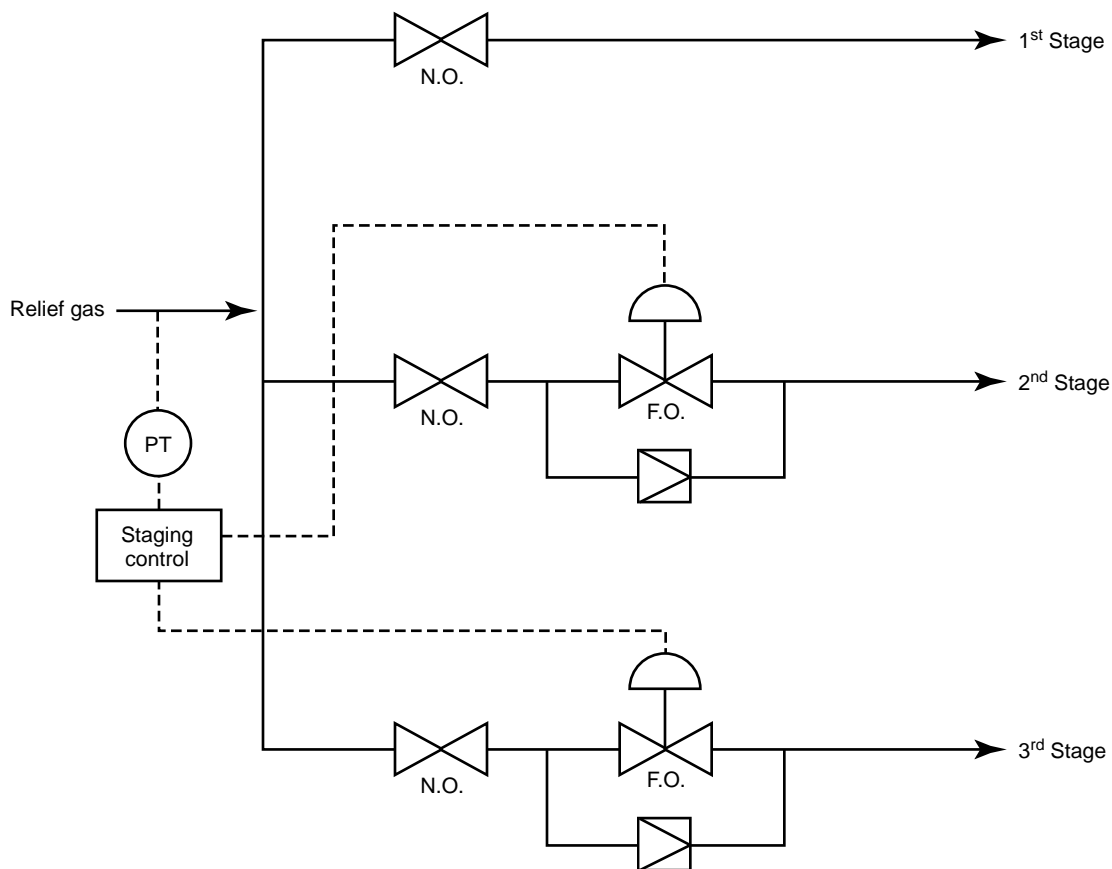 1st Stage
N.O.
Relief gas
2nd Stage
N.O.
F.O.
PT
Staging
control
3rd Stage
N.O.
F.O.